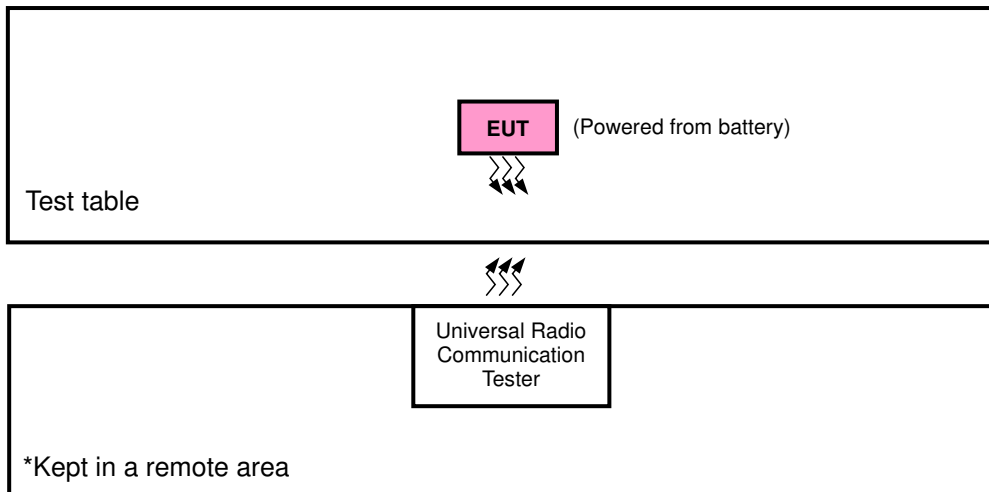 EUT
(Powered from battery)
Test table
Universal Radio
Communication
Tester
*Kept in a remote area